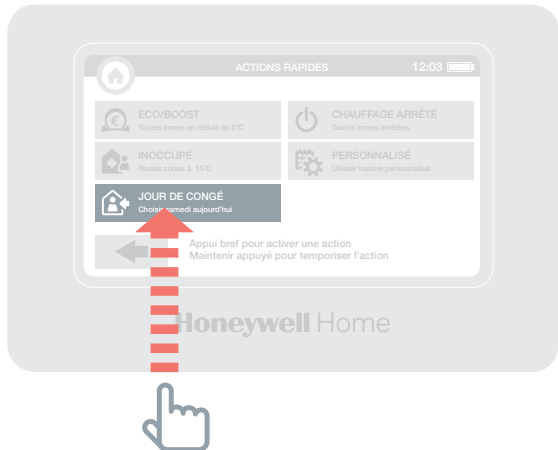 ACTIONS RAPIDES 12:03
ECO/BOOST
Toutes zones en réduit de 3°C
CHAUFFAGE ARRÊTÉ
Toutes zones arrêtées
INOCCUPÉ
Toutes zones à 15°C
PERSONNALISÉ
Utiliser horaire personnalisé
JOUR DE CONGÉ
Choisir samedi aujourd'hui
Appui bref pour activer une action
Maintenir appuyé pour temporiser l'action
Honeywell Home